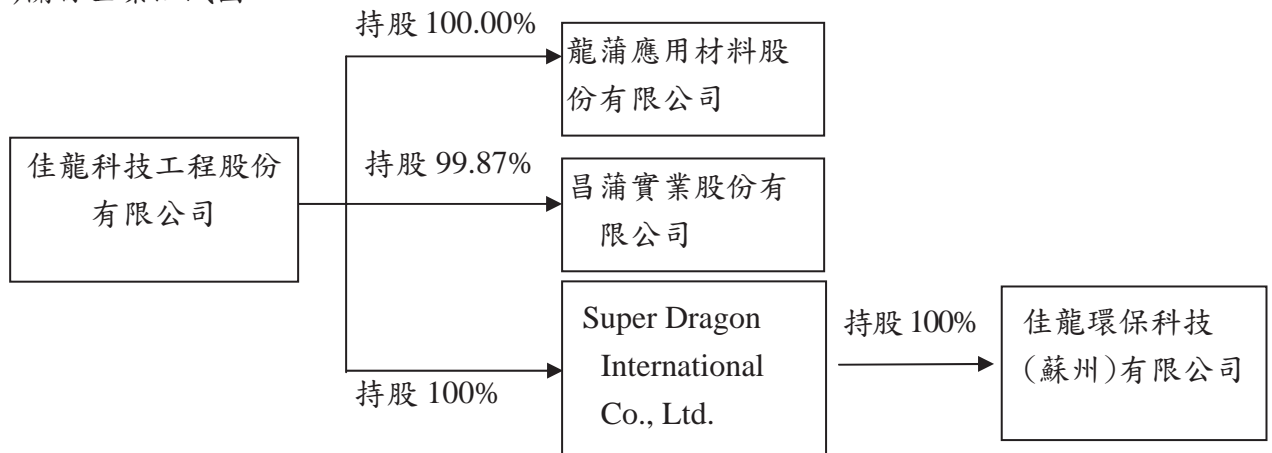 持股 100.00%
龍蒲應用材料股
份有限公司
佳龍科技工程股份
有限公司
持股 99.87%
昌蒲實業股份有
限公司
Super Dragon
International
Co., Ltd.
持股 100%
持股 100%
佳龍環保科技
(蘇州)有限公司